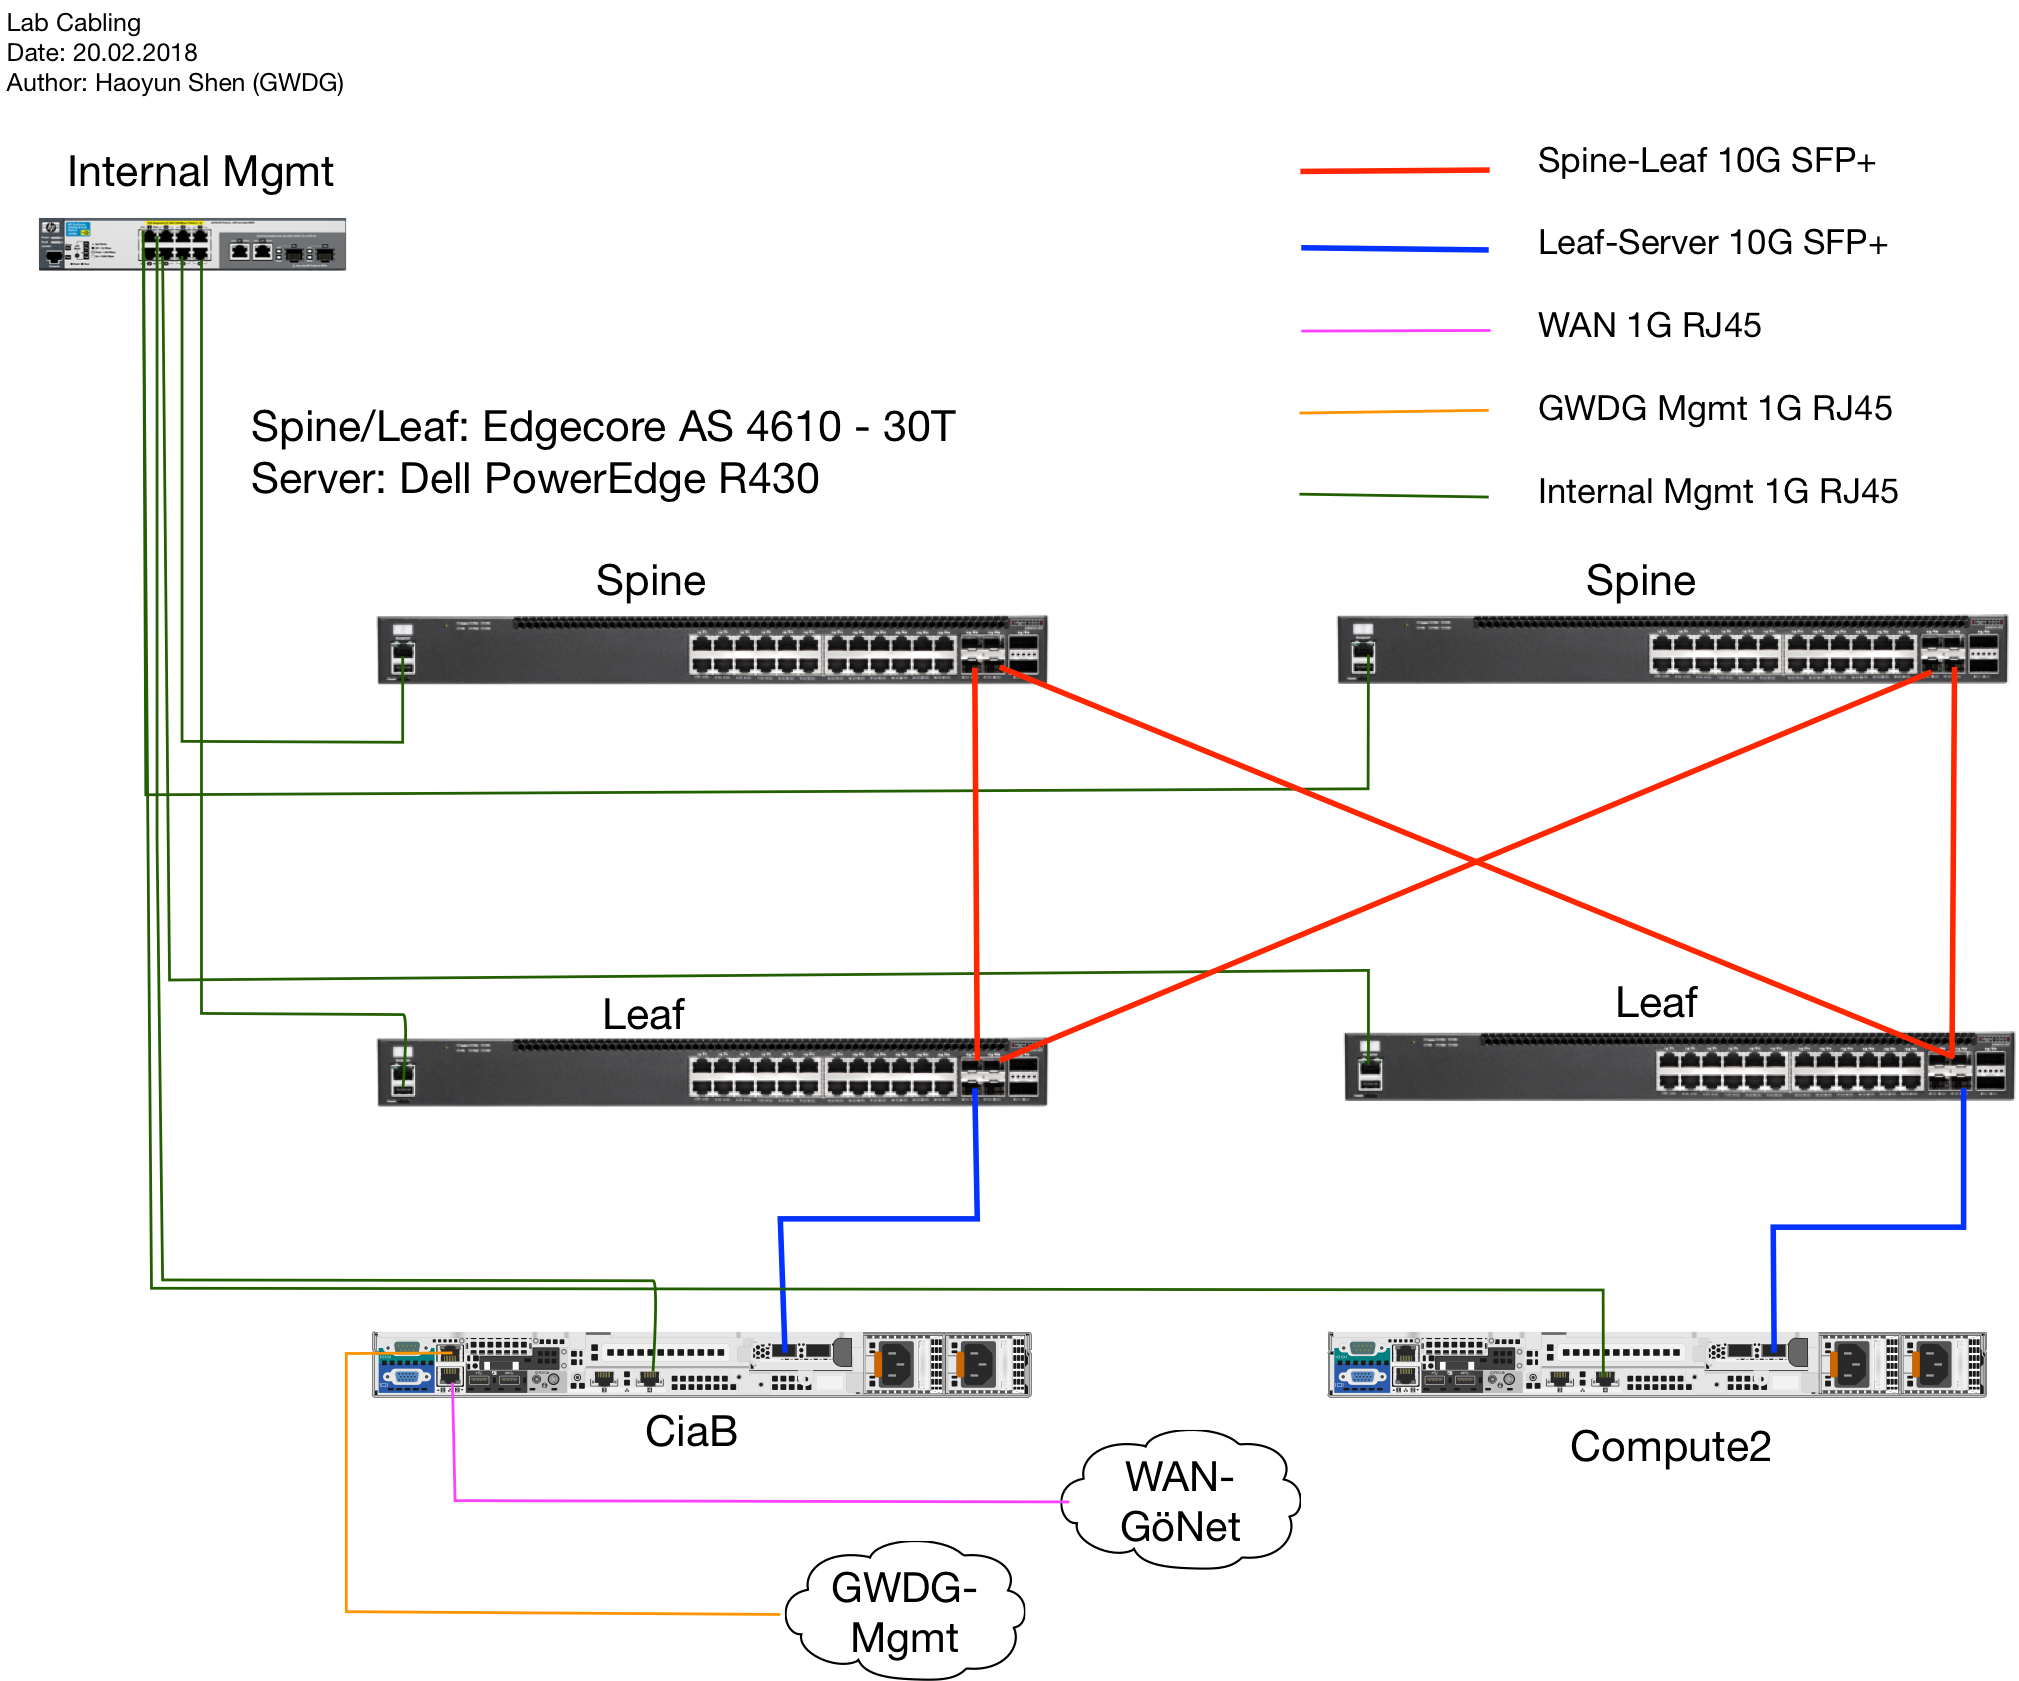 Lab Cabling
Date: 20.02.2018
Author: Haoyun Shen (GWDG)
Internal Mgmt
Spine-Leaf 10G SFP+
Leaf-Server 10G SFP+
WAN 1G RJ45
GWDG Mgmt 1G RJ45
Internal Mgmt 1G RJ45
Spine/Leaf: Edgecore AS 4610 - 30T
Server: Dell PowerEdge R430
Spine
Spine
Leaf
Leaf
CiaB
Compute2
WAN-
GöNet
GWDG-
Mgmt